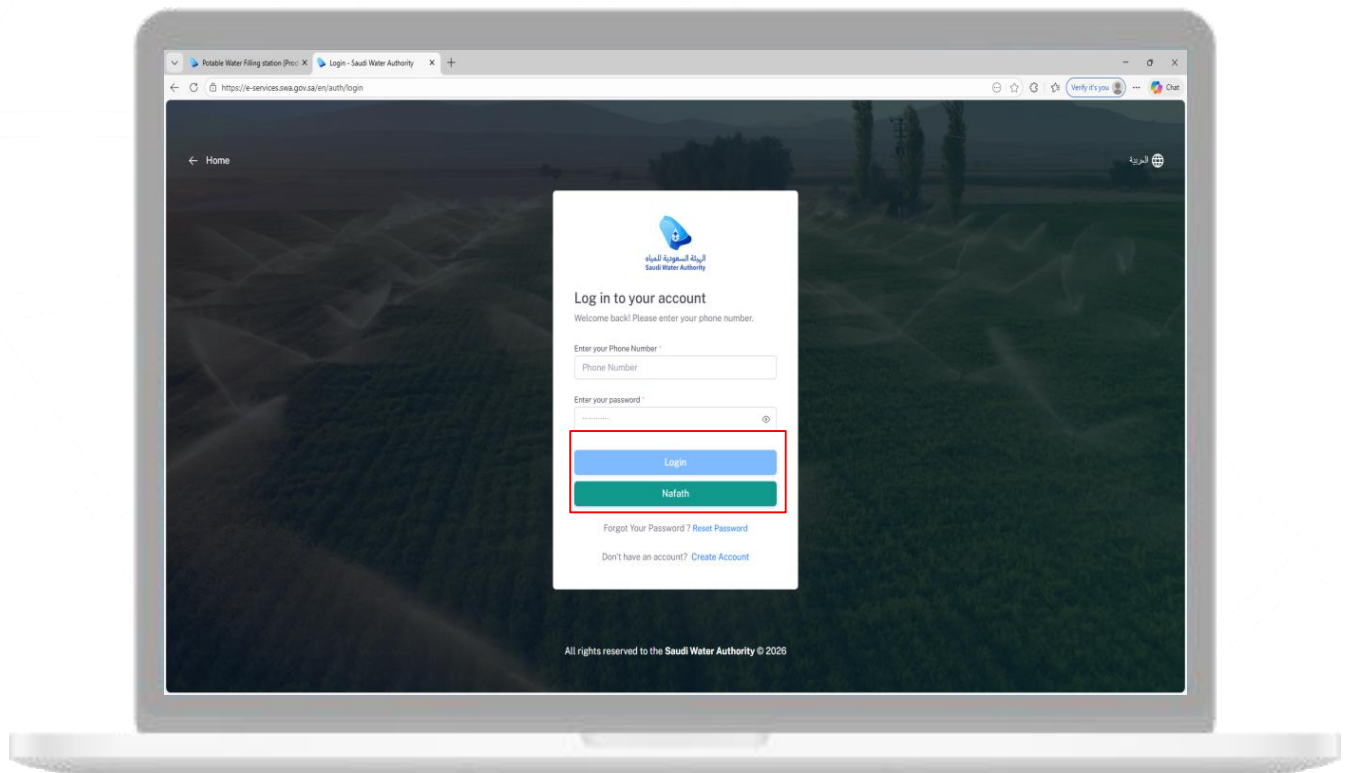 Potable Water Filling station (Proc
Login - Saudi Water Authority
https://e-services.swa.gov.sa/en/auth/login
Verify it's you
Chat
Home
العربية
الهيئة السعودية للمياه
Saudi Water Authority
Log in to your account
Welcome back! Please enter your phone number.
Enter your Phone Number *
Phone Number
Enter your password *
Login
Nafath
Forgot Your Password ? Reset Password
Don't have an account? Create Account
All rights reserved to the Saudi Water Authority © 2026